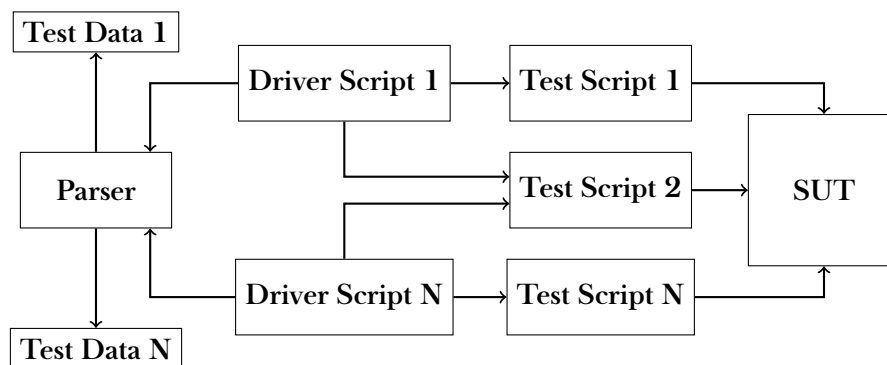 Test Data 1
Driver Script 1
Test Script 1
Parser
Test Script 2
SUT
Driver Script N
Test Script N
Test Data N